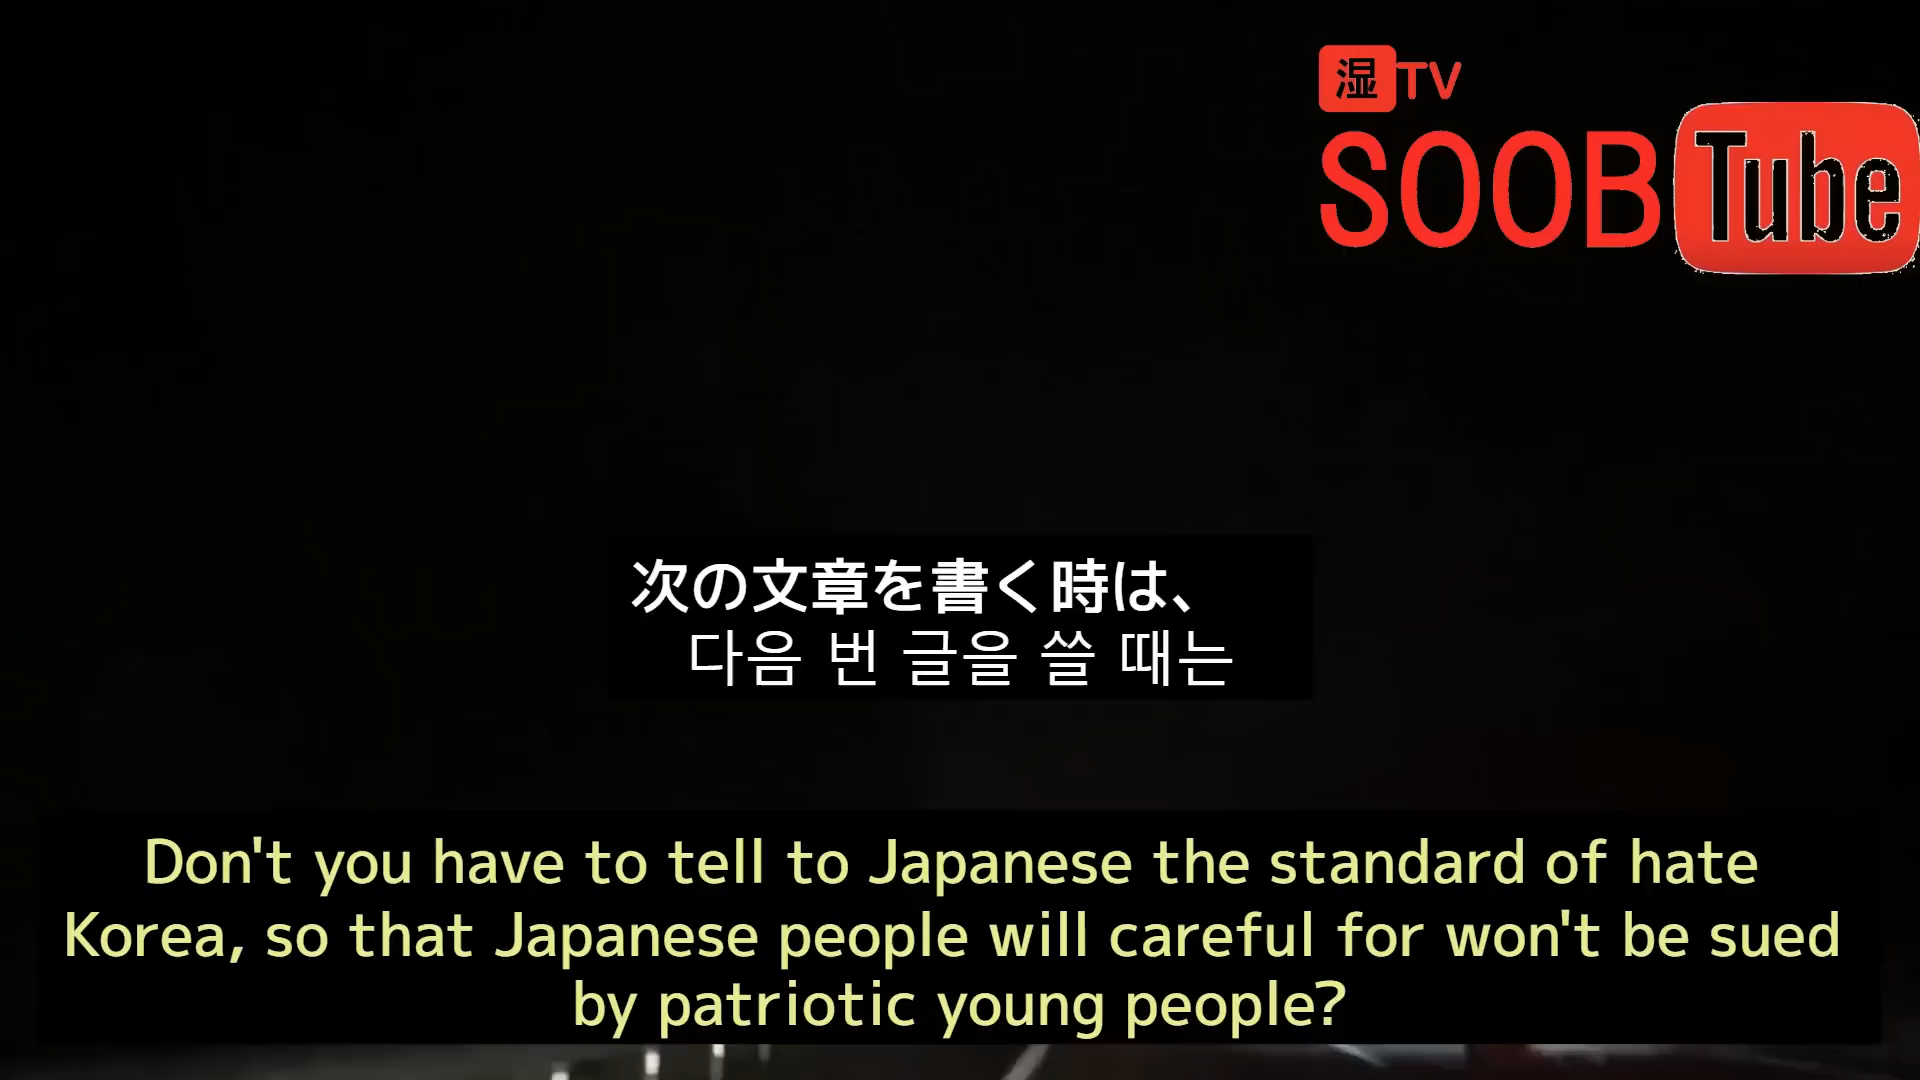 湿TV
SOOBTube
次の文章を書く時は、
다음 번 글을 쓸 때는
Don't you have to tell to Japanese the standard of hate
Korea, so that Japanese people will careful for won't be sued
by patriotic young people?